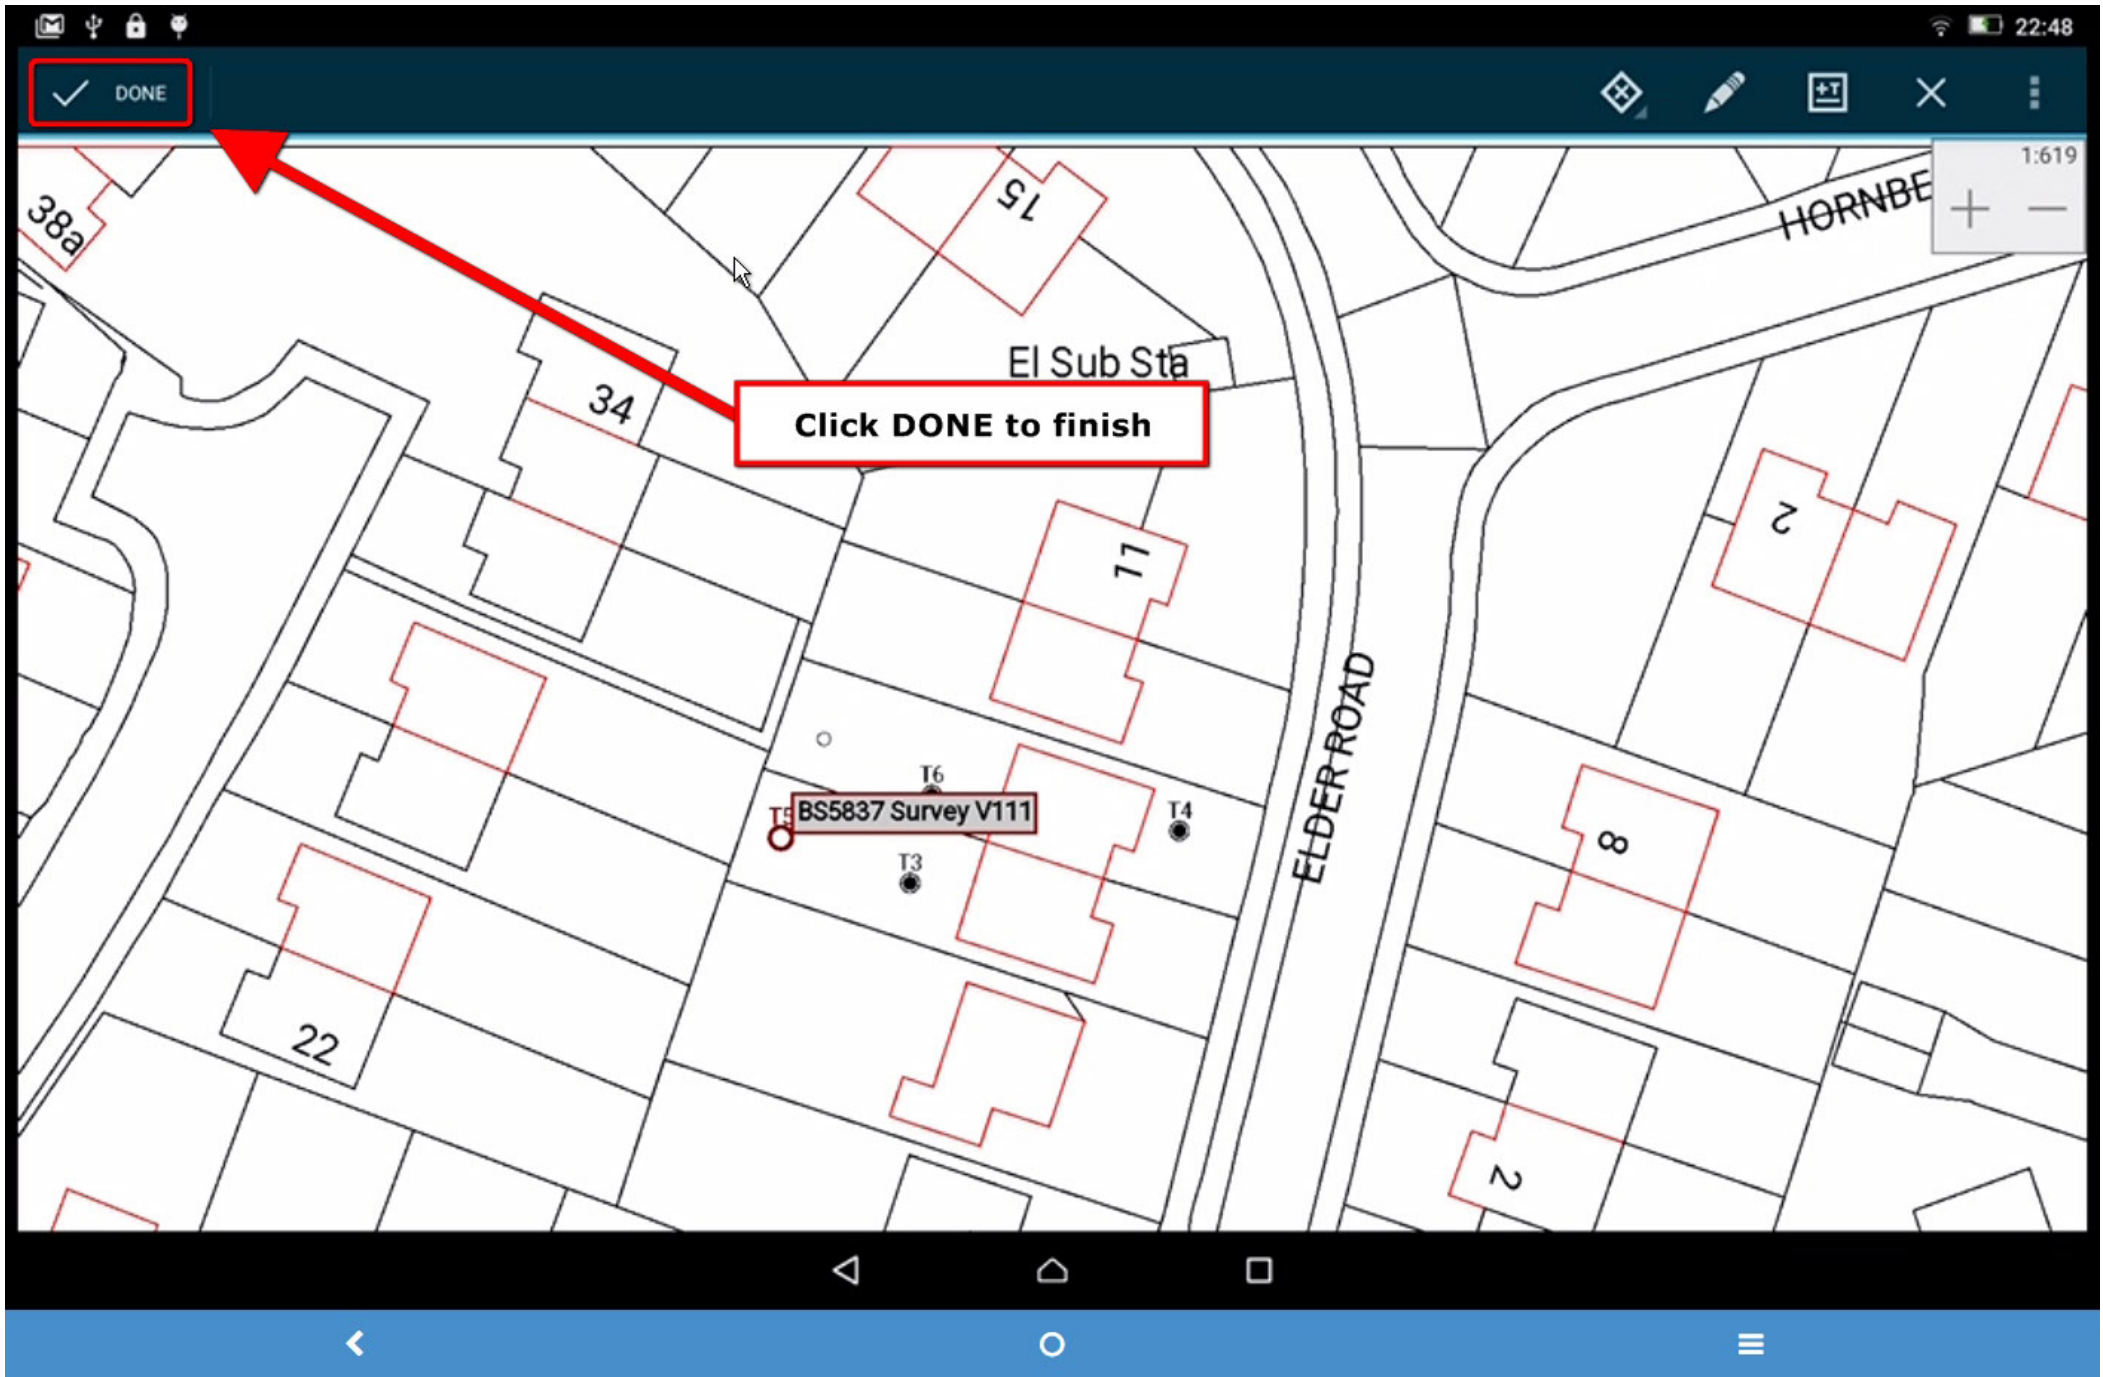 22:48
DONE
1:619
38a
15
HORNBE
El Sub Sta
34
Click DONE to finish
2
11
ELDER ROAD
T6
T5
BS5837 Survey V111
T4
8
T3
22
2